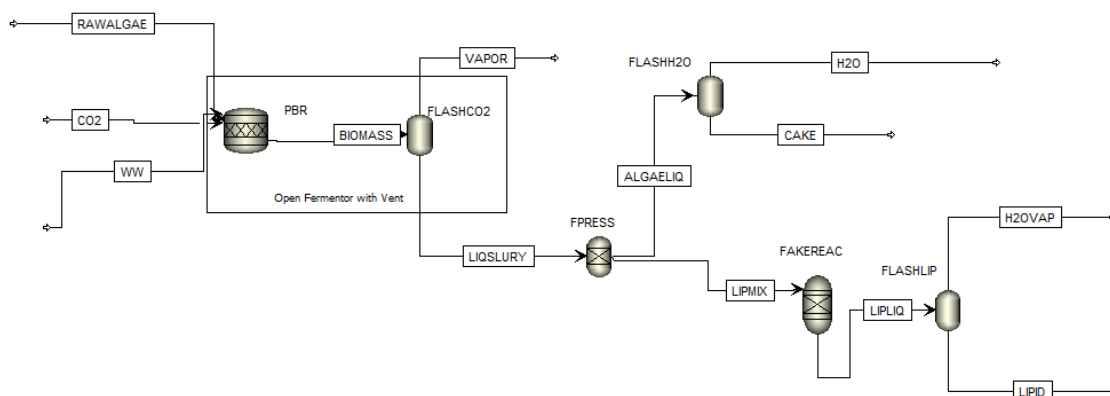 RAWALGAE
VAPOR
FLASHH2O
H2O
PBR
FLASHCO2
CO2
BIOMASS
CAKE
WW
ALGAELIQ
Open Fermentor with Vent
FPRESS
H2OVAP
LIQSLURY
FAKEREAC
FLASHLIP
LIPMIX
LIPLIQ
LIPID